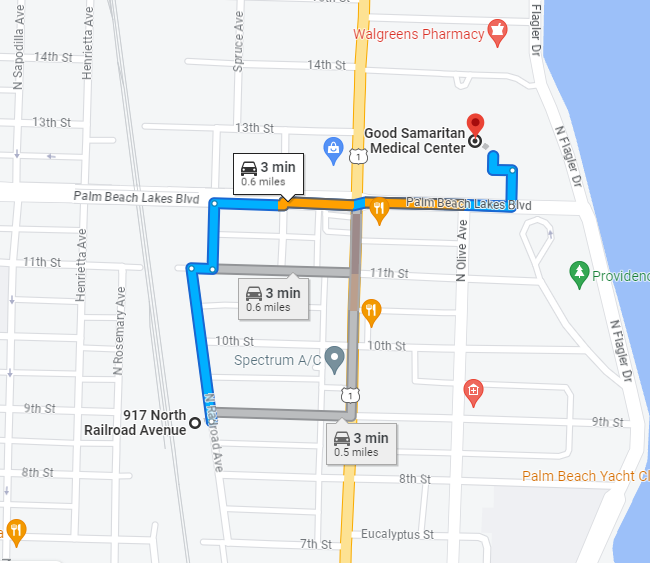 N Sapodilla Ave
Henrietta Ave
Spruce Ave
Walgreens Pharmacy
N Flagler Dr
14th St
14th St
13th St
13th St
Good Samaritan
Medical Center
N Flagler Dr
1
3 min
0.6 miles
Palm Beach Lakes Blvd
Palm Beach Lakes Blvd
Henrietta Ave
N Olive Ave
11th St
11th St
Providenc
3 min
0.6 miles
N Rosemary Ave
10th St
10th St
Spectrum A/C
N Flagler Dr
1
9th St
917 North
Railroad Avenue
N Railroad Ave
9th St
3 min
0.5 miles
8th St
8th St
Palm Beach Yacht Cl
a
7th St
Eucalyptus St